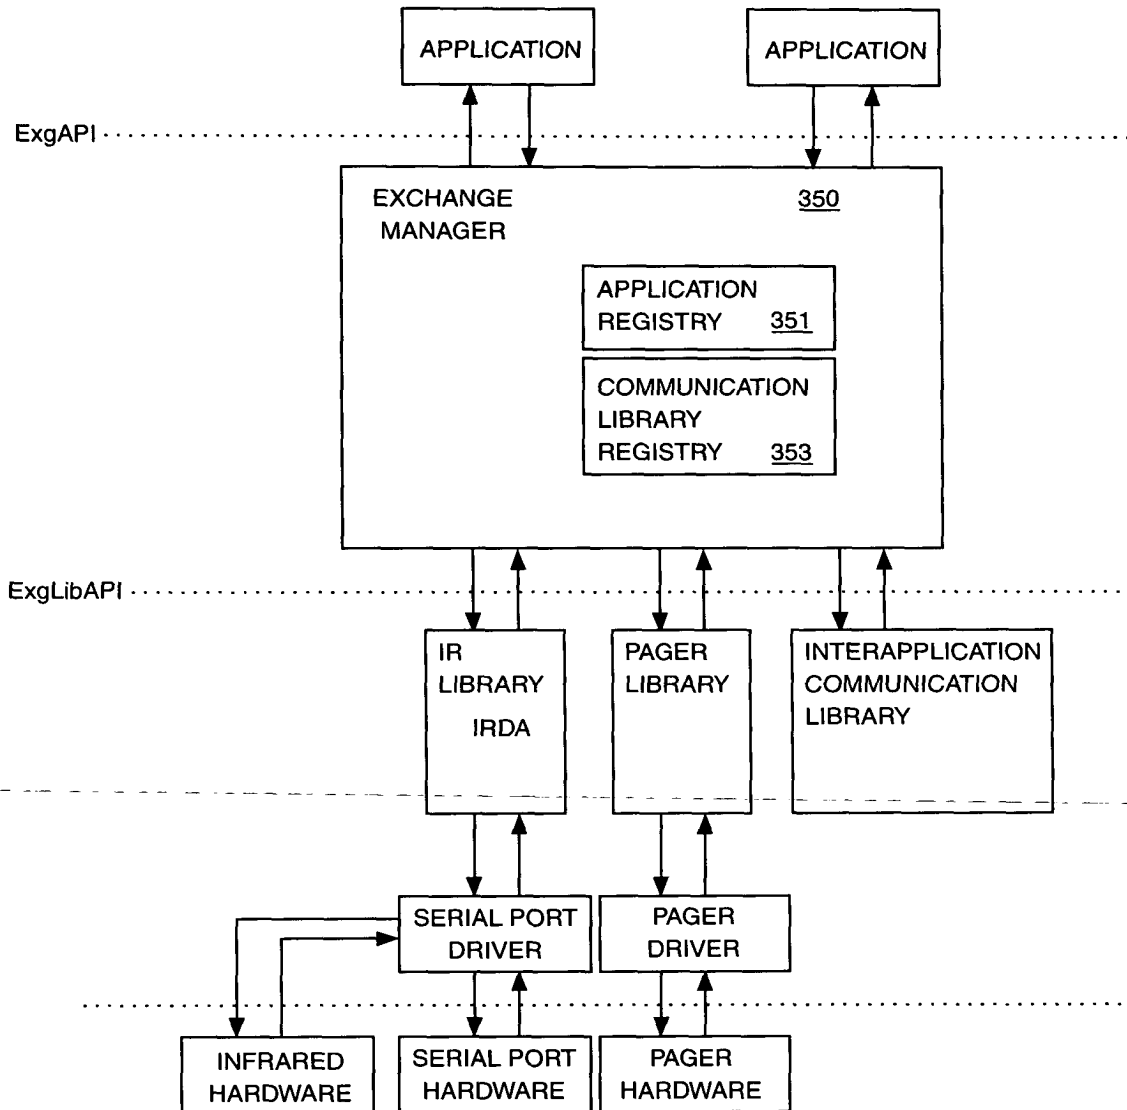 APPLICATION
APPLICATION
ExgAPI
EXCHANGE
MANAGER
350
APPLICATION
REGISTRY 351
COMMUNICATION
LIBRARY
REGISTRY 353
ExgLibAPI
IR
LIBRARY
IRDA
PAGER
LIBRARY
INTERAPPLICATION
COMMUNICATION
LIBRARY
SERIAL PORT
DRIVER
PAGER
DRIVER
INFRARED
HARDWARE
SERIAL PORT
HARDWARE
PAGER
HARDWARE